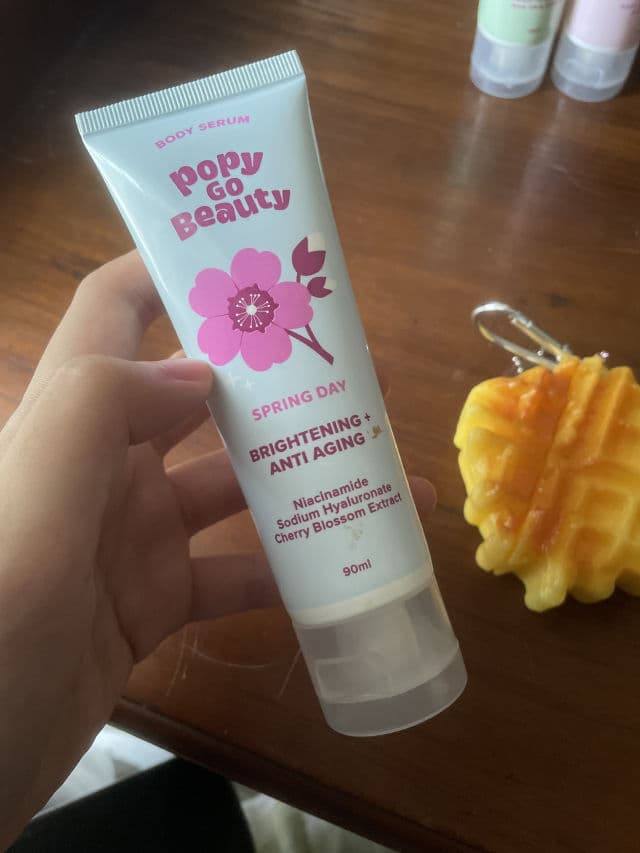 BODY SERUM
Popy
Go
Beauty
SPRING DAY
BRIGHTENING +
ANTI AGING
Niacinamide
Sodium Hyaluronate
Cherry Blossom Extract
90ml